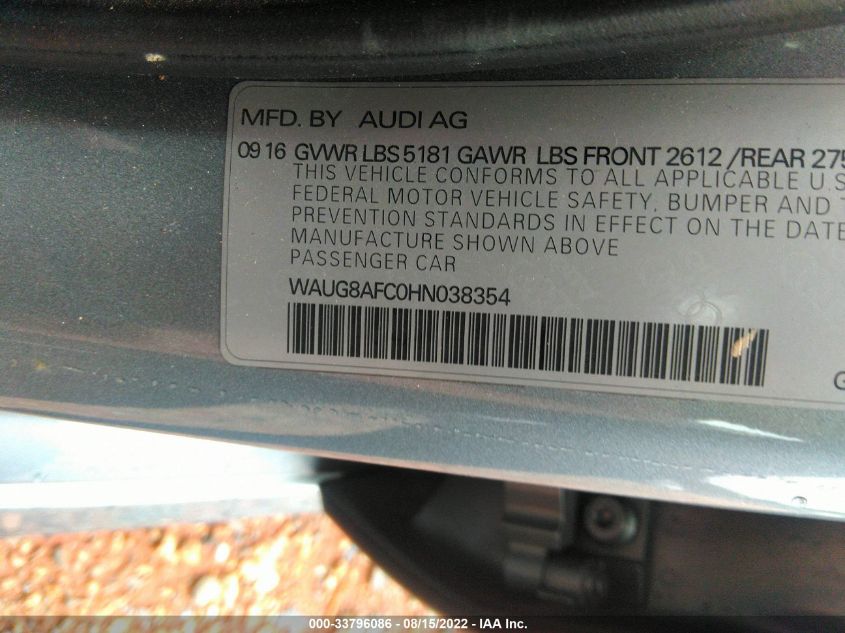 MFD. BY AUDI AG
09 16 GVWR LBS 5181 GAWR LBS FRONT 2612 /REAR 275
THIS VEHICLE CONFORMS TO ALL APPLICABLE U.S
FEDERAL MOTOR VEHICLE SAFETY, BUMPER AND T
PREVENTION STANDARDS IN EFFECT ON THE DATE
MANUFACTURE SHOWN ABOVE
PASSENGER CAR
WAUG8AFC0HN038354
G
000-33796086 - 08/15/2022 - IAA Inc.